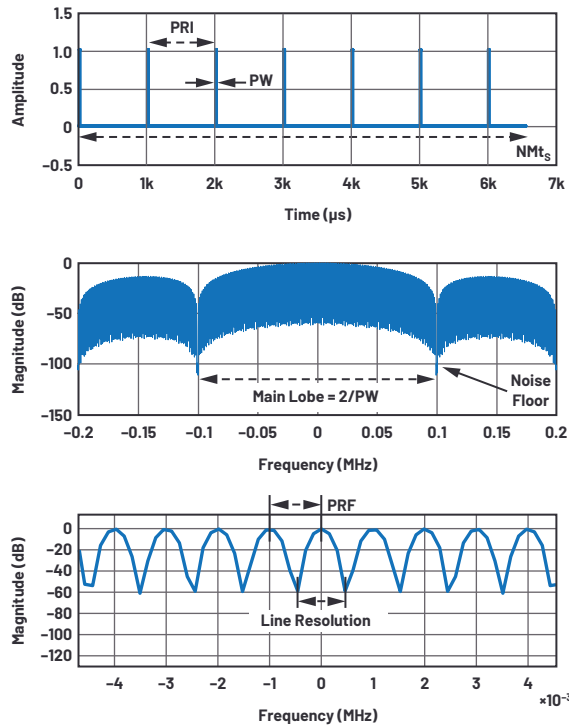 1.5
PRI
1.0
0.5
PW
Amplitude
0
NMtS
–0.5
0 1k 2k 3k 4k 5k 6k 7k
Time (µs)
0
–50
Magnitude (dB)
–100
Main Lobe = 2/PW
Noise
Floor
–150
–0.2 –0.15 –0.1 –0.05 0 0.05 0.1 0.15 0.2
Frequency (MHz)
PRF
0
–20
–40
–60
Line Resolution
Magnitude (dB)
–80
–100
–120
–4 –3 –2 –1 0 1 2 3 4
×10–3
Frequency (MHz)